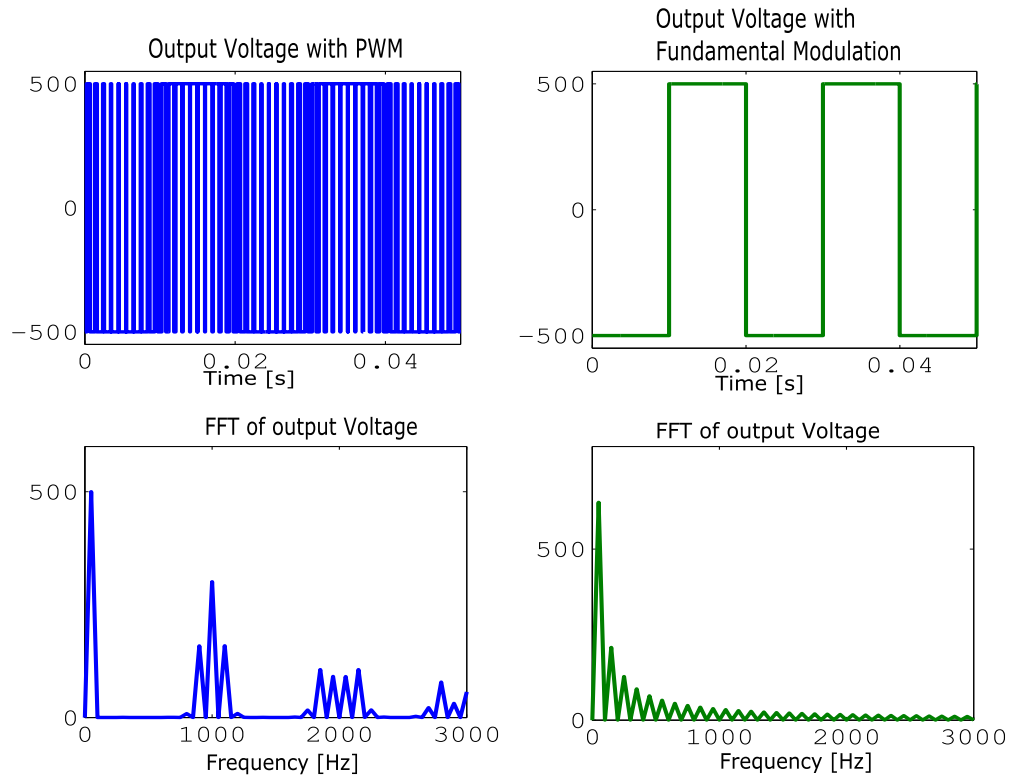 Output Voltage with PWM
500
0
−500
0
0.02
0.04
Time [s]
Output Voltage with
Fundamental Modulation
500
0
−500
0
0.02
0.04
Time [s]
FFT of output Voltage
500
0
0
1000
2000
3000
Frequency [Hz]
FFT of output Voltage
500
0
0
1000
2000
3000
Frequency [Hz]